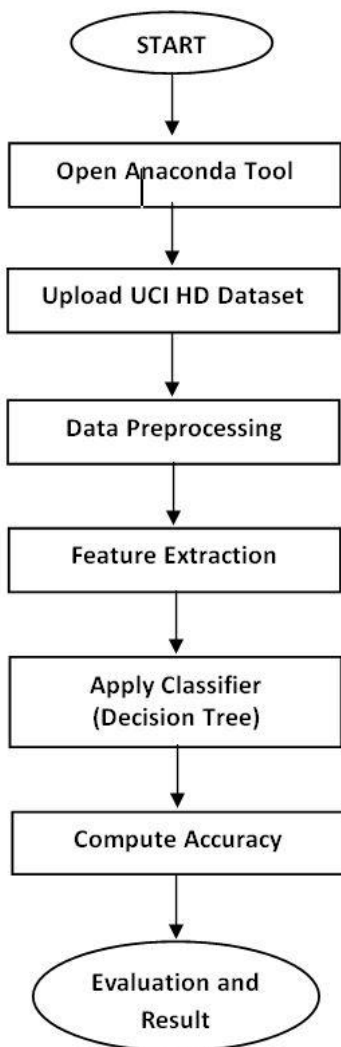 START
Open Anaconda Tool
Upload UCI HD Dataset
Data Preprocessing
Feature Extraction
Apply Classifier
(Decision Tree)
Compute Accuracy
Evaluation and
Result